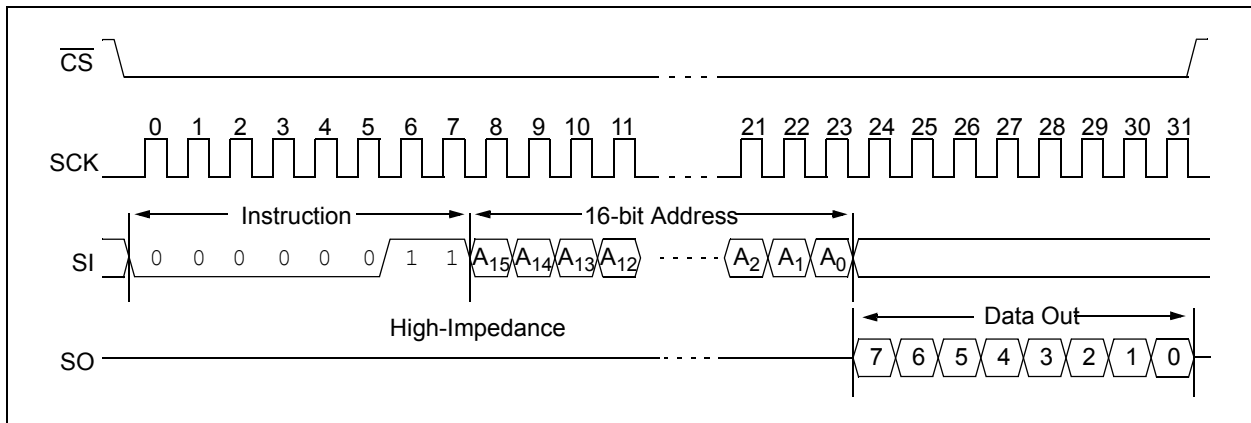 CS
0 1 2 3 4 5 6 7 8 9 10 11 21 22 23 24 25 26 27 28 29 30 31
SCK
Instruction 16-bit Address
SI 0 0 0 0 0 0 1 1 A15 A14 A13 A12 A2 A1 A0
High-Impedance Data Out
SO 7 6 5 4 3 2 1 0